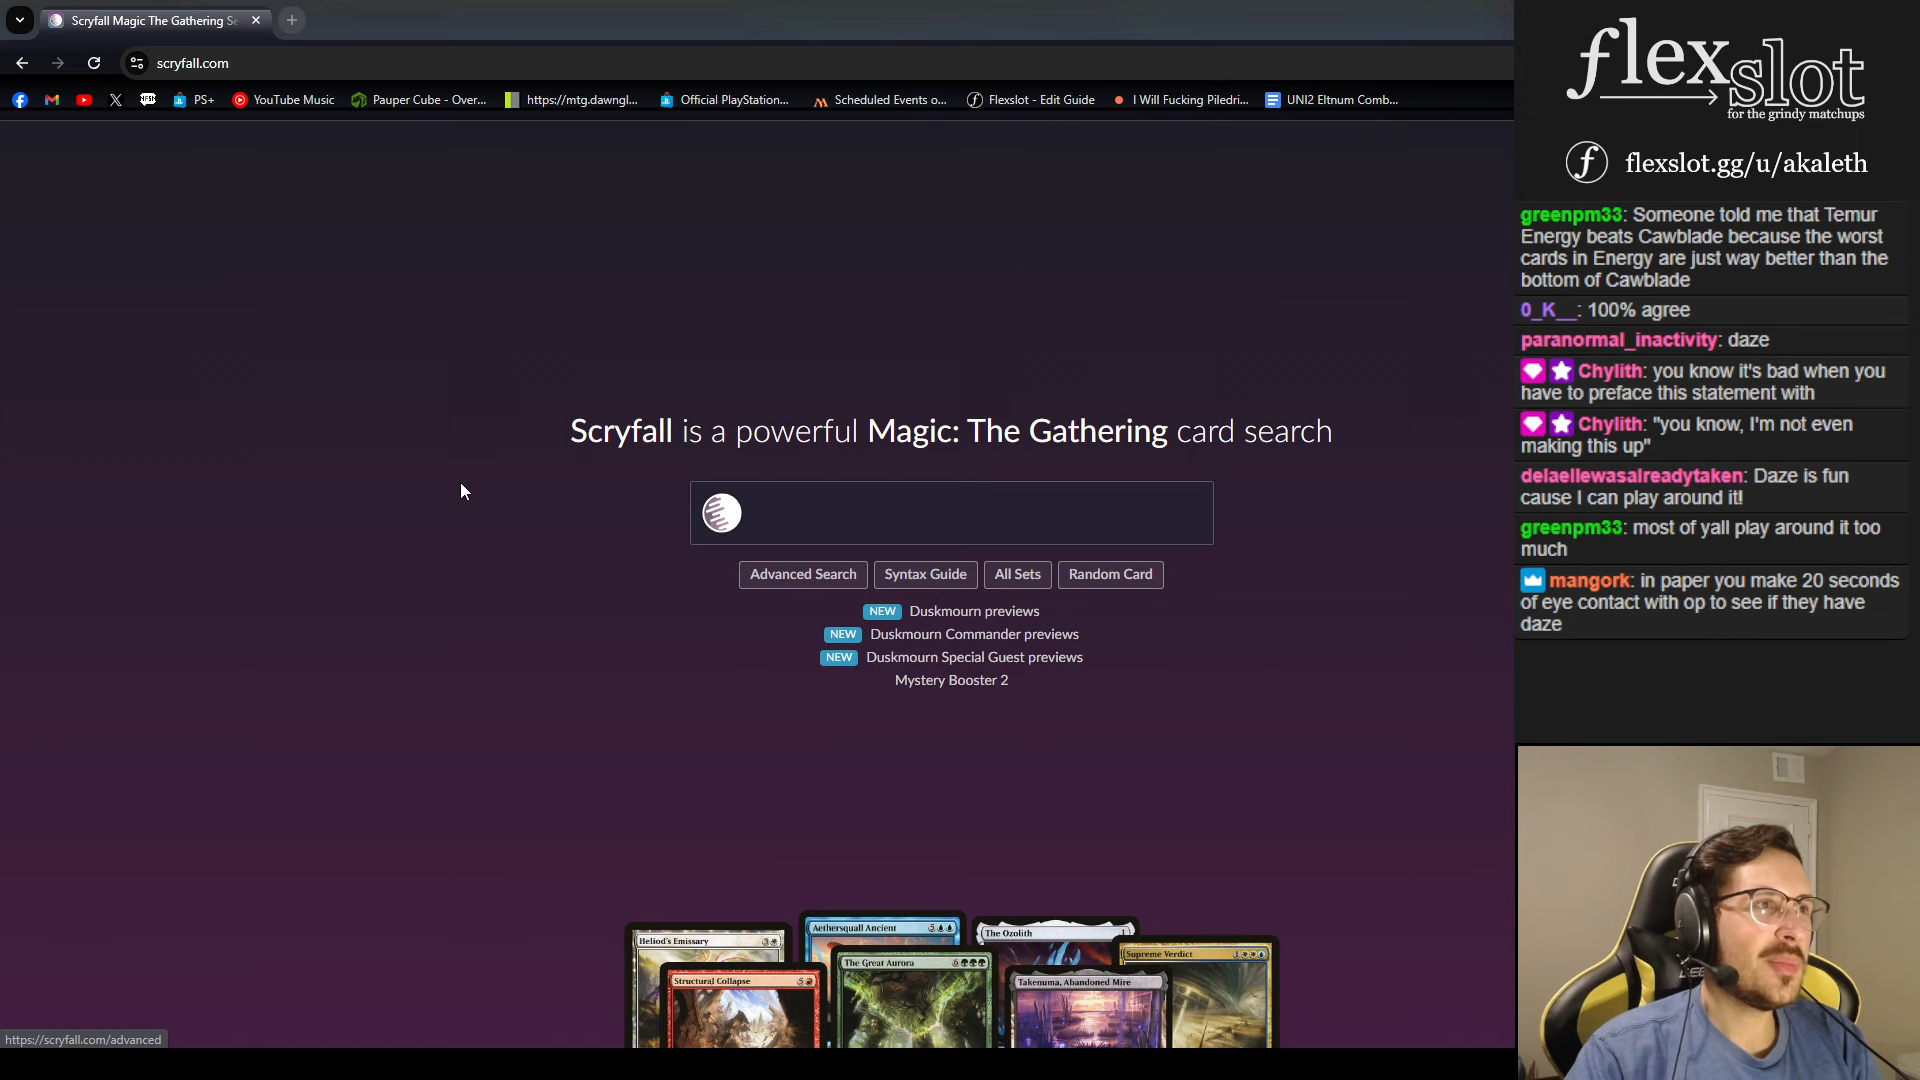 Scryfall Magic The Gathering Se
scryfall.com
PS+
YouTube Music
Pauper Cube - Over...
https://mtg.dawngl...
Official PlayStation...
Scheduled Events o...
Flexslot - Edit Guide
I Will Fucking Piledri...
UNI2 Eltnum Comb...
Scryfall is a powerful Magic: The Gathering card search
Advanced Search
Syntax Guide
All Sets
Random Card
NEW Duskmourn previews
NEW Duskmourn Commander previews
NEW Duskmourn Special Guest previews
Mystery Booster 2
Heliod's Emissary 3
Aethersquall Ancient 5
The Ozolith 1
Supreme Verdict 1
Structural Collapse 5
The Great Aurora 6
Takenuma, Abandoned Mire
https://scryfall.com/advanced
flexslot
for the grindy matchups
f flexslot.gg/u/akaleth
greenpm33: Someone told me that Temur
Energy beats Cawblade because the worst
cards in Energy are just way better than the
bottom of Cawblade
0_K__: 100% agree
paranormal_inactivity: daze
Chylith: you know it's bad when you
have to preface this statement with
Chylith: "you know, I'm not even
making this up"
delaellewasalreadytaken: Daze is fun
cause I can play around it!
greenpm33: most of yall play around it too
much
mangork: in paper you make 20 seconds
of eye contact with op to see if they have
daze